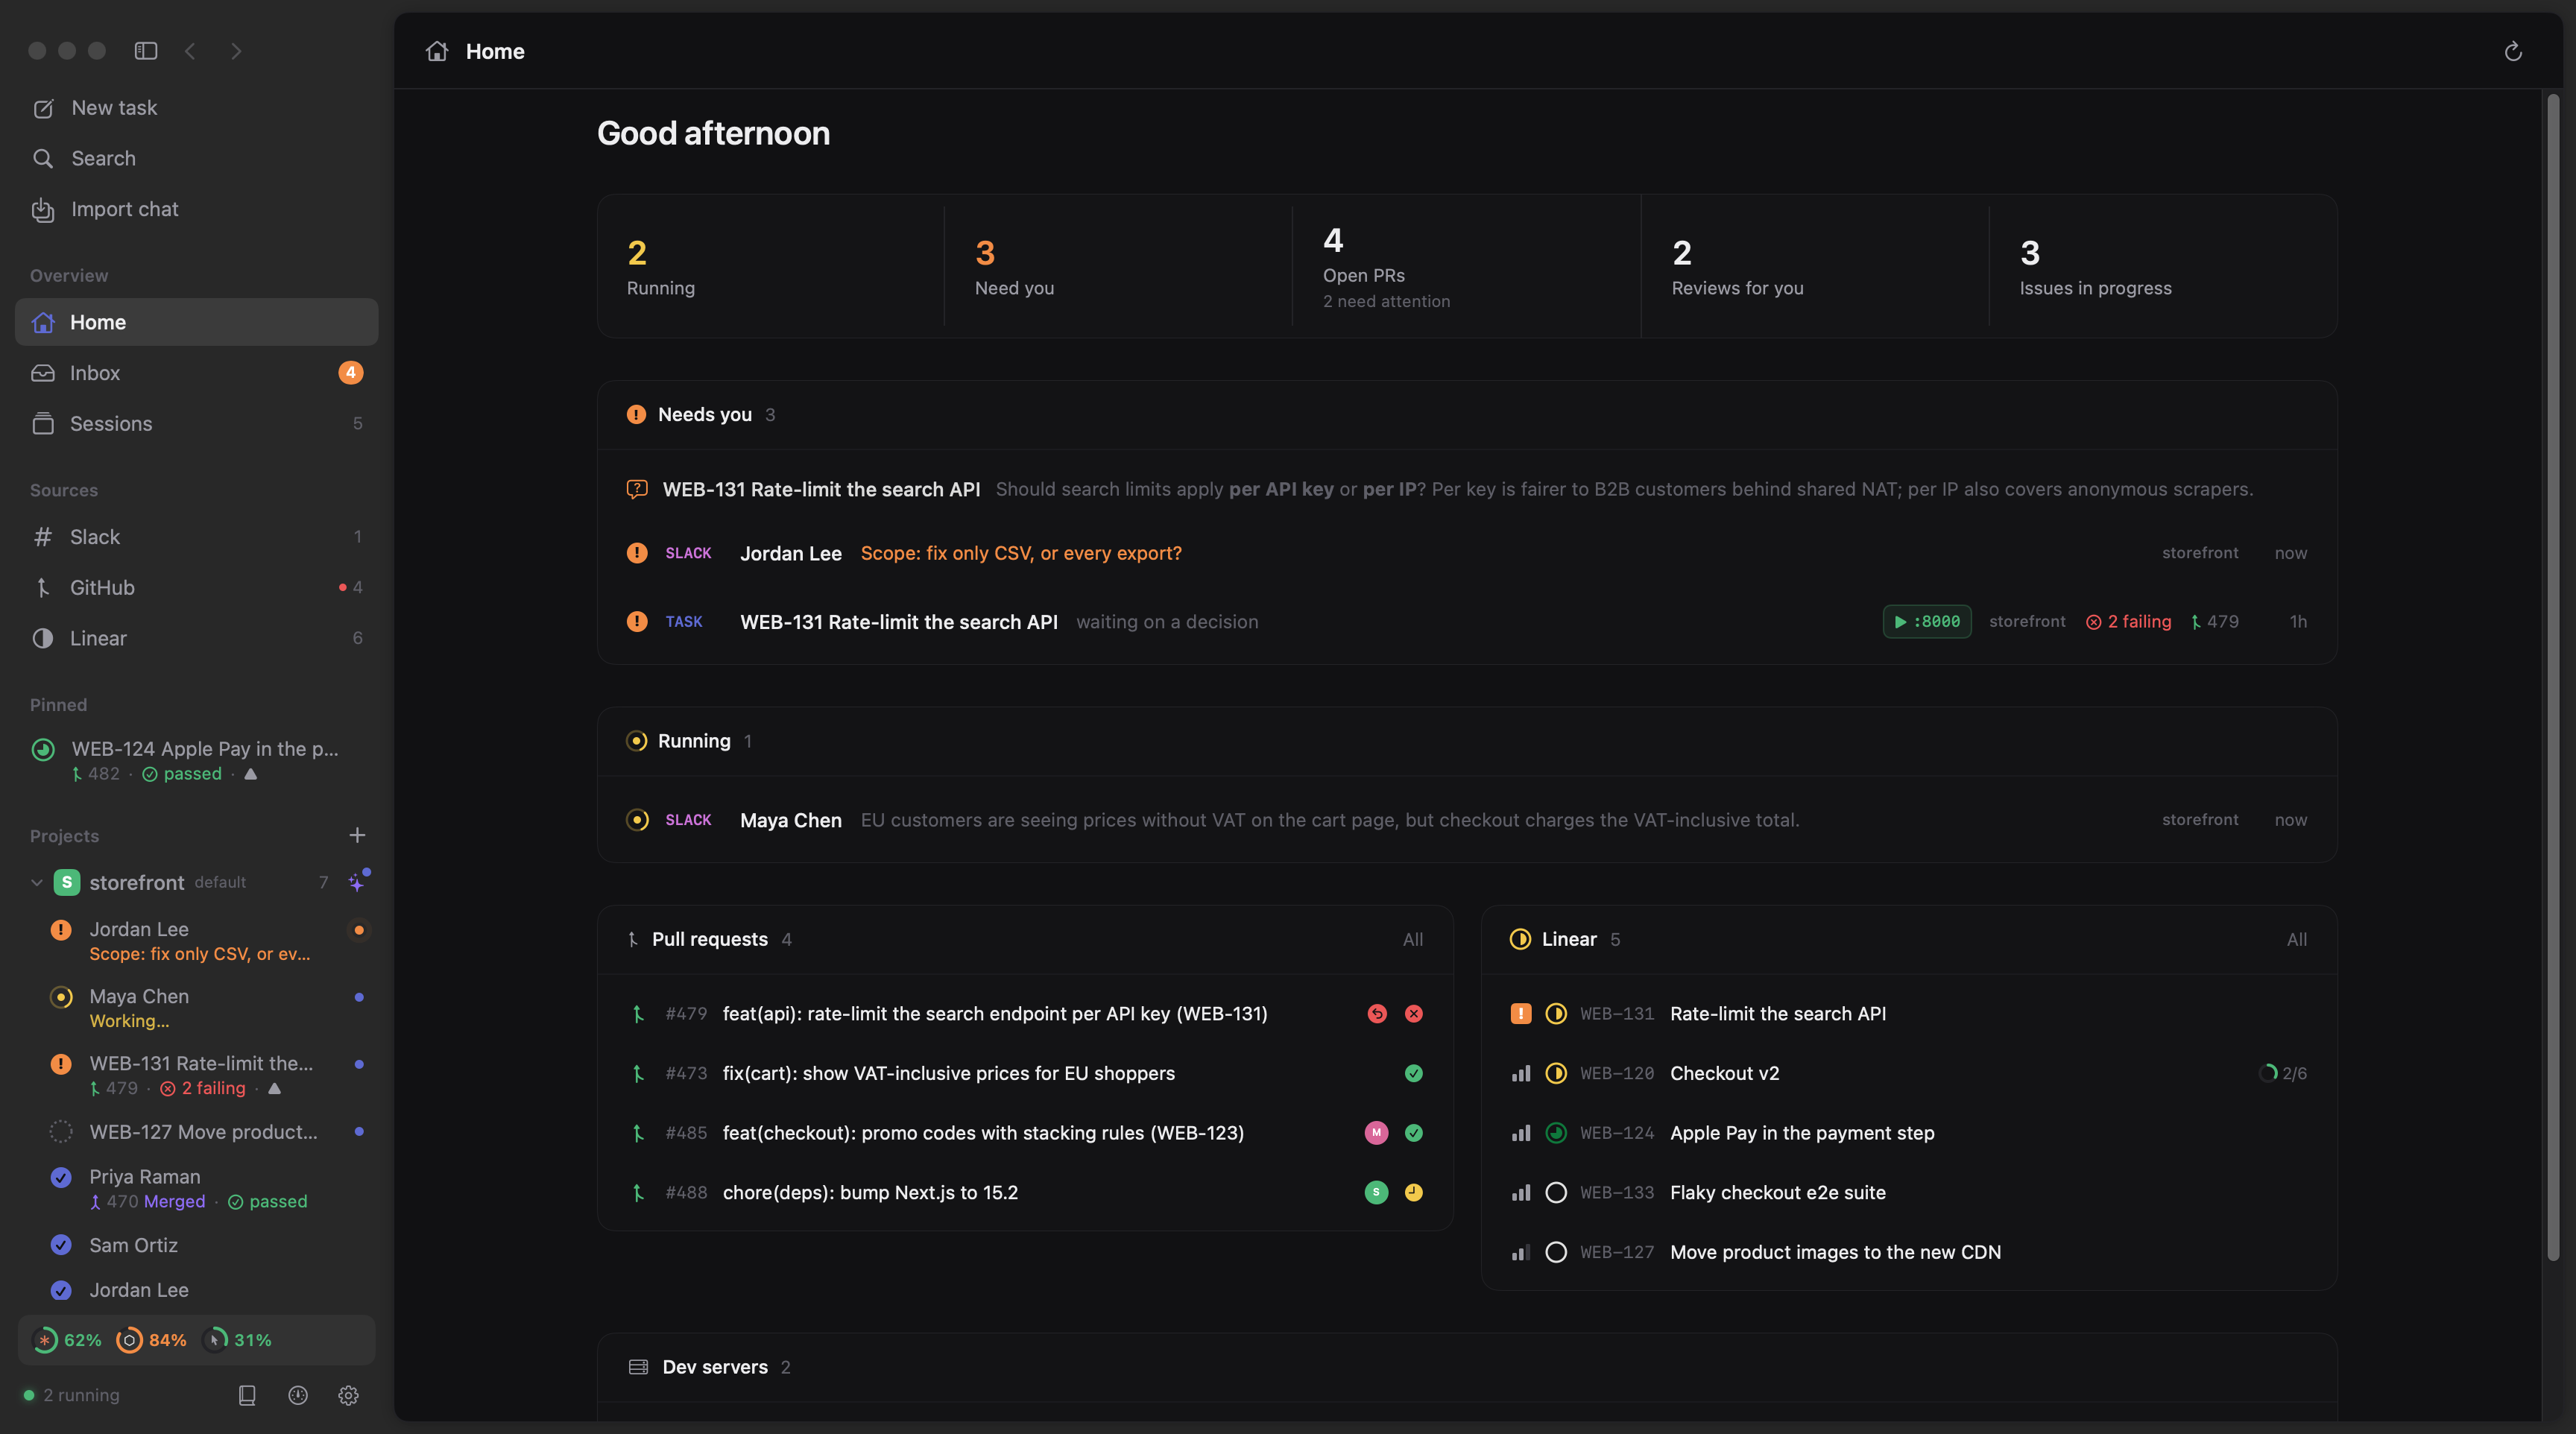 New task
Search
Import chat
Overview
Home
Inbox 4
Sessions 5
Sources
Slack 1
GitHub 4
Linear 6
Pinned
WEB-124 Apple Pay in the p...
482 · passed ·
Projects
S storefront default 7
Jordan Lee
Scope: fix only CSV, or ev...
Maya Chen
Working...
WEB-131 Rate-limit the...
479 · 2 failing ·
WEB-127 Move product...
Priya Raman
470 Merged · passed
Sam Ortiz
Jordan Lee
62% 84% 31%
2 running
Home
Good afternoon
2
Running
3
Need you
4
Open PRs
2 need attention
2
Reviews for you
3
Issues in progress
Needs you 3
WEB-131 Rate-limit the search API Should search limits apply per API key or per IP? Per key is fairer to B2B customers behind shared NAT; per IP also covers anonymous scrapers.
SLACK Jordan Lee Scope: fix only CSV, or every export? storefront now
TASK WEB-131 Rate-limit the search API waiting on a decision :8000 storefront 2 failing 479 1h
Running 1
SLACK Maya Chen EU customers are seeing prices without VAT on the cart page, but checkout charges the VAT-inclusive total. storefront now
Pull requests 4 All
#479 feat(api): rate-limit the search endpoint per API key (WEB-131)
#473 fix(cart): show VAT-inclusive prices for EU shoppers
#485 feat(checkout): promo codes with stacking rules (WEB-123) M
#488 chore(deps): bump Next.js to 15.2 S
Linear 5 All
WEB-131 Rate-limit the search API
WEB-120 Checkout v2 2/6
WEB-124 Apple Pay in the payment step
WEB-133 Flaky checkout e2e suite
WEB-127 Move product images to the new CDN
Dev servers 2